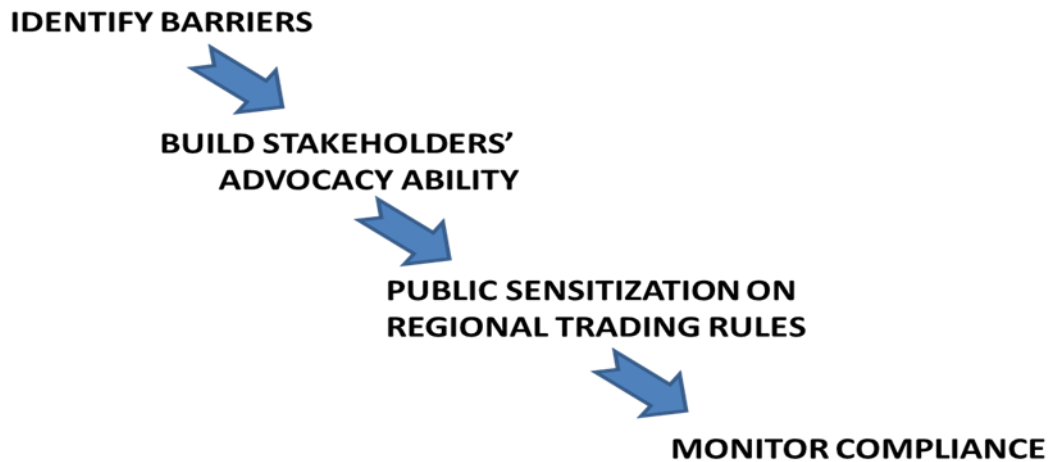 IDENTIFY BARRIERS
BUILD STAKEHOLDERS’
ADVOCACY ABILITY
PUBLIC SENSITIZATION ON
REGIONAL TRADING RULES
MONITOR COMPLIANCE